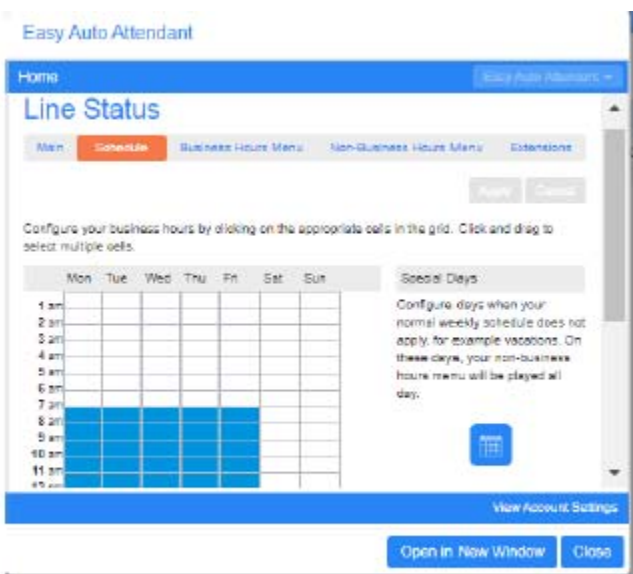 Easy Auto Attendant
Home
Easy Auto Attendant
Line Status
Main Schedule Business Hours Menu Non-Business Hours Menu Extensions
Apply Cancel
Configure your business hours by clicking on the appropriate cells in the grid. Click and drag to
select multiple cells.
Mon Tue Wed Thu Fri Sat Sun
1 am
2 am
3 am
4 am
5 am
6 am
7 am
8 am
9 am
10 am
11 am
Special Days
Configure days when your
normal weekly schedule does not
apply, for example vacations. On
these days, your non-business
hours menu will be played all
day.
View Account Settings
Open in New Window Close